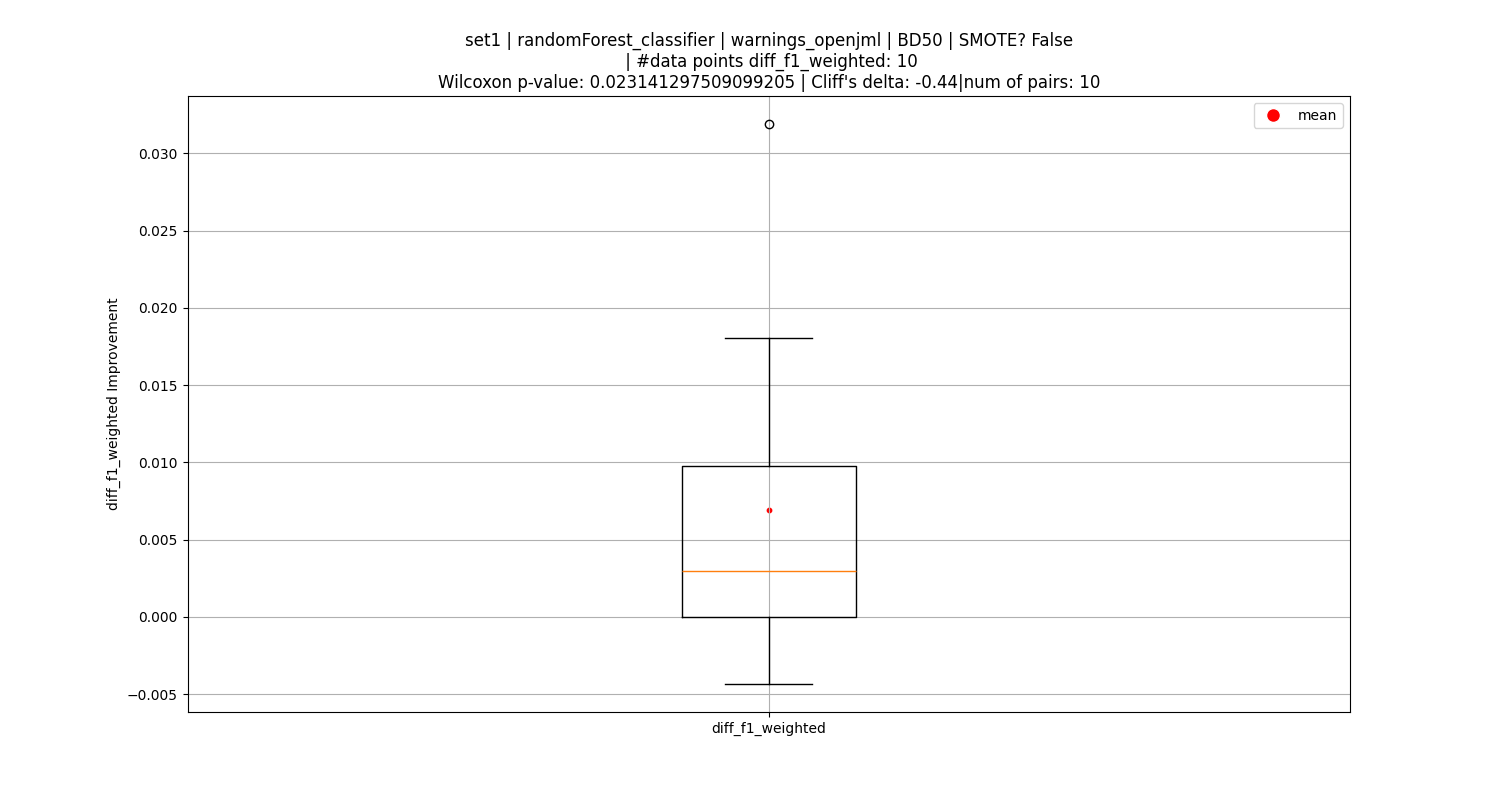 set1 | randomForest_classifier | warnings_openjml | BD50 | SMOTE? False
| #data points diff_f1_weighted: 10
Wilcoxon p-value: 0.023141297509099205 | Cliff's delta: -0.44|num of pairs: 10
mean
0.030
0.025
0.020
0.015
0.010
0.005
0.000
−0.005
diff_f1_weighted Improvement
diff_f1_weighted